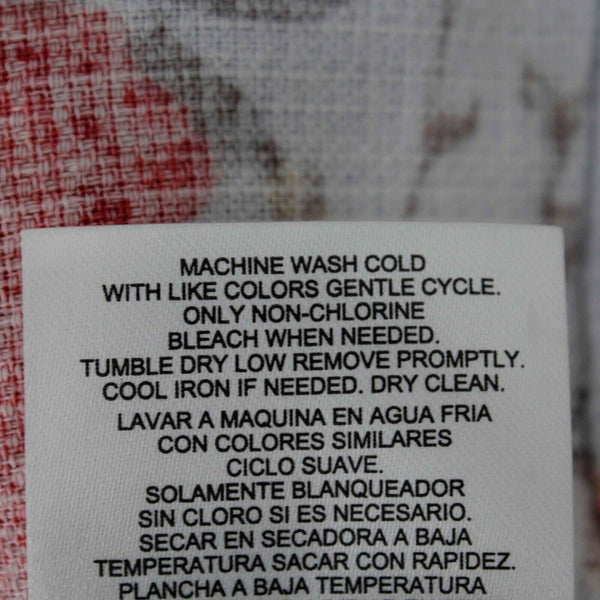 MACHINE WASH COLD
WITH LIKE COLORS GENTLE CYCLE.
ONLY NON-CHLORINE
BLEACH WHEN NEEDED.
TUMBLE DRY LOW REMOVE PROMPTLY.
COOL IRON IF NEEDED. DRY CLEAN.
LAVAR A MAQUINA EN AGUA FRIA
CON COLORES SIMILARES
CICLO SUAVE.
SOLAMENTE BLANQUEADOR
SIN CLORO SI ES NECESARIO.
SECAR EN SECADORA A BAJA
TEMPERATURA SACAR CON RAPIDEZ.
PLANCHA A BAJA TEMPERATURA